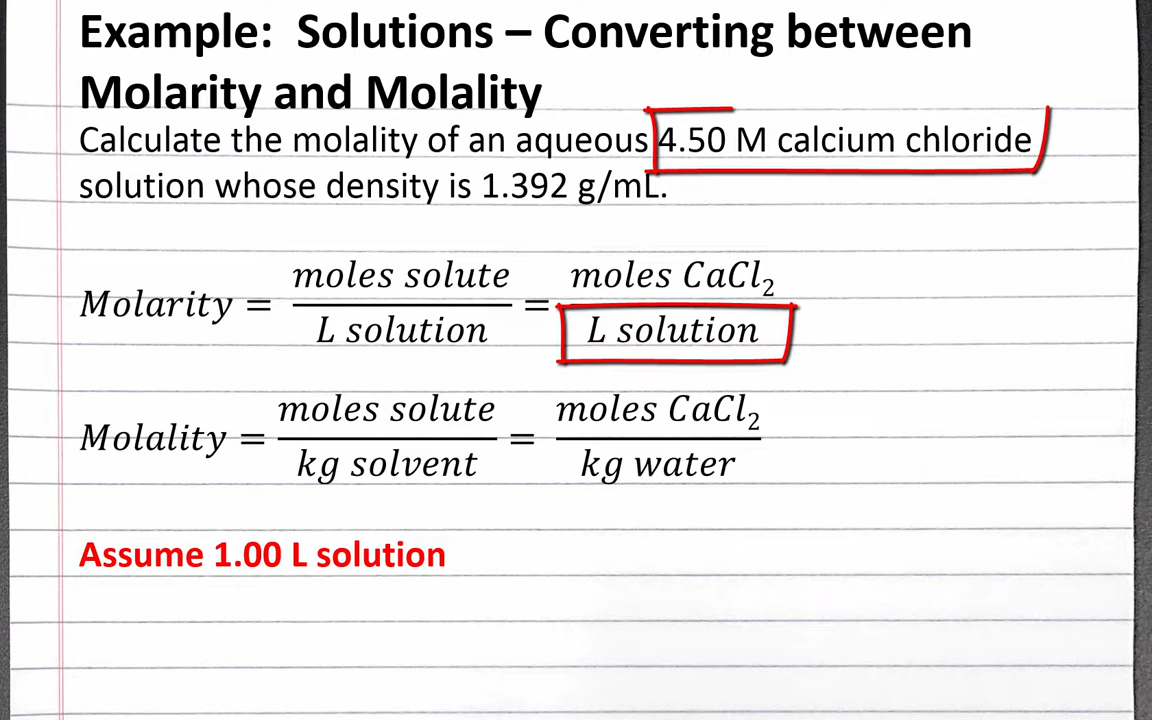 Example:  Solutions – Converting between
Molarity and Molality
Calculate the molality of an aqueous 4.50 M calcium chloride
solution whose density is 1.392 g/mL.
Molarity = moles solute / L solution = moles CaCl₂ / L solution
Molality = moles solute / kg solvent = moles CaCl₂ / kg water
Assume 1.00 L solution